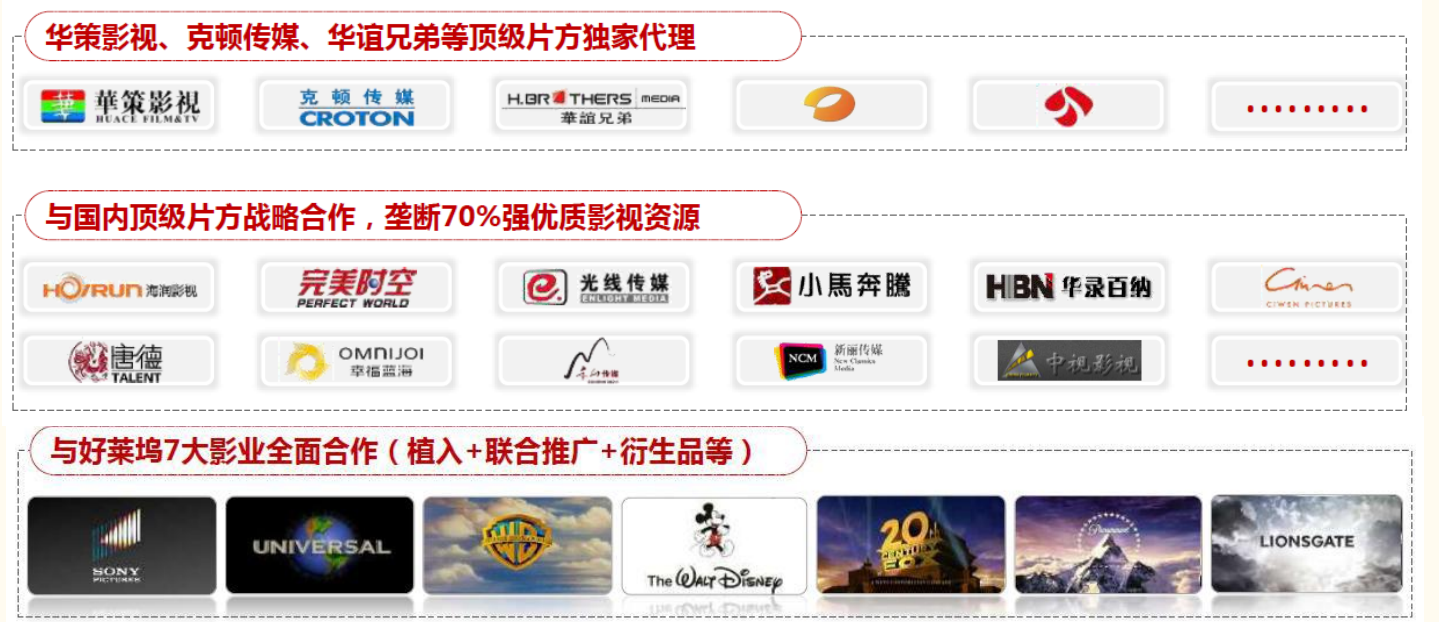 华策影视、克顿传媒、华谊兄弟等顶级片方独家代理
華 華策影視
HUACE FILM&TV
克 顿 传 媒
CROTON
H.BROTHERS MEDIA
華誼兄弟
与国内顶级片方战略合作，垄断70%强优质影视资源
HORUN 海润影视
完美时空
PERFECT WORLD
光线传媒
ENLIGHT MEDIA
小馬奔騰
HBN 华录百纳
Ciwen
CIWEN PICTURES
唐德
TALENT
OMNIJOI
幸福蓝海
传媒
NCM 新丽传媒
New Classics
Media
中视影视
与好莱坞7大影业全面合作（植入+联合推广+衍生品等）
SONY
PICTURES
UNIVERSAL
WB
The WALT DISNEY
20th
CENTURY
FOX
Paramount
LIONSGATE